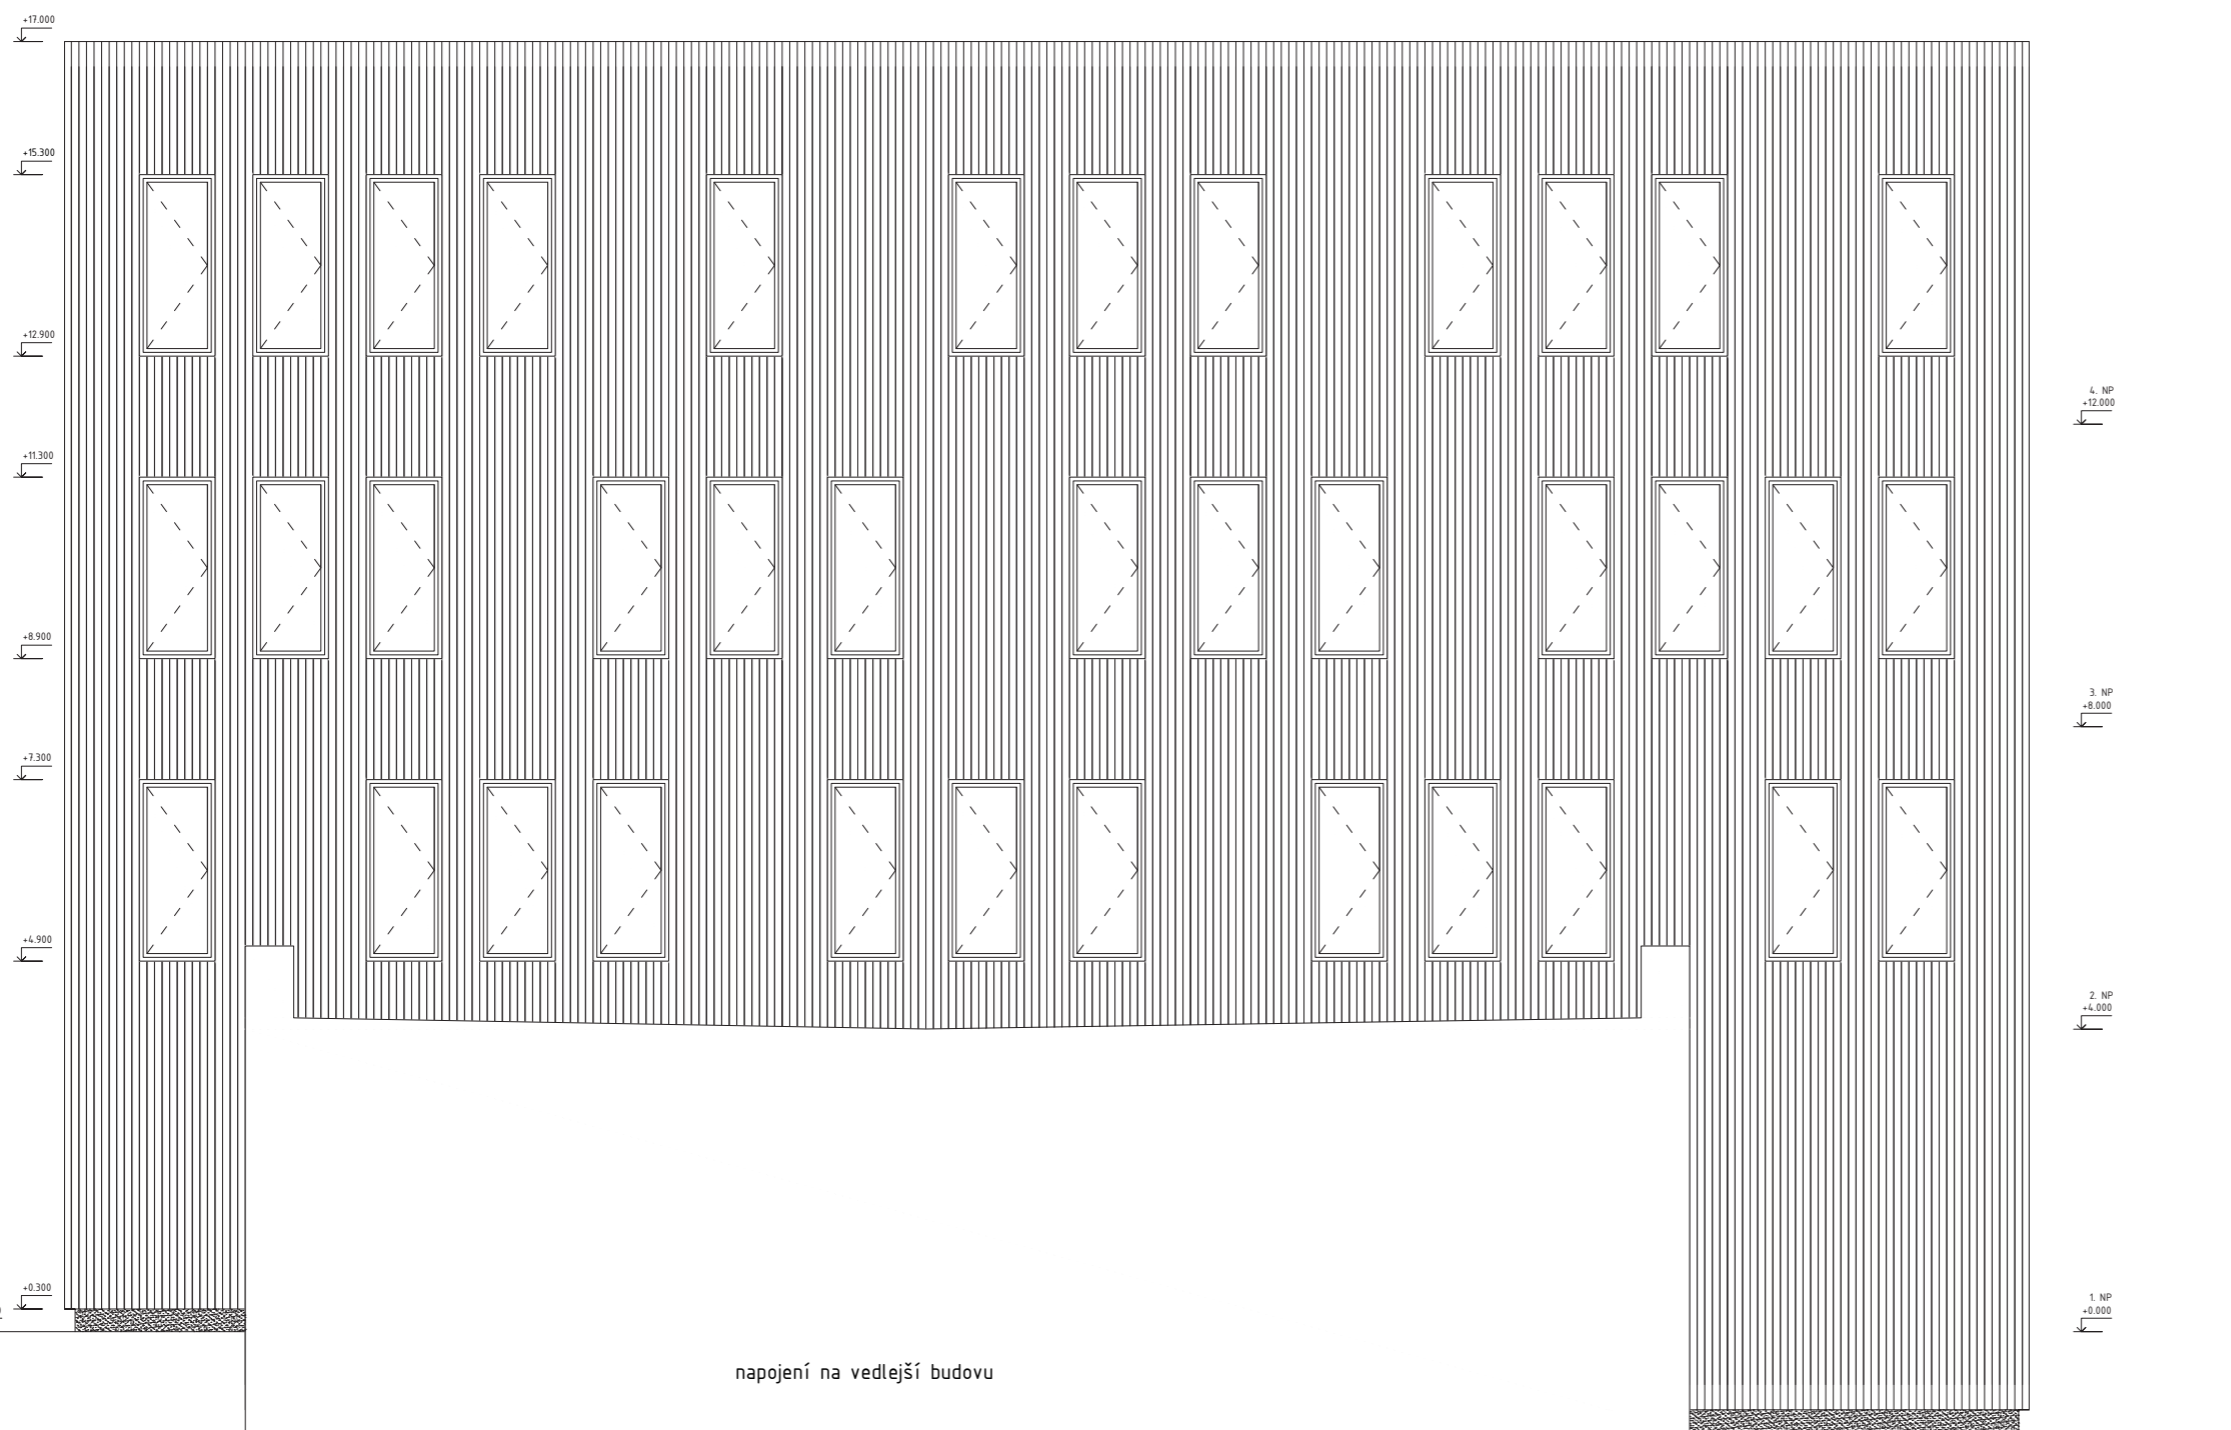 +17.000
+15.300
+12.900
4. NP
+12.000
+11.300
+8.900
3. NP
+8.000
+7.300
+4.900
2. NP
+4.000
+0.300
1. NP
+0.000
napojení na vedlejší budovu